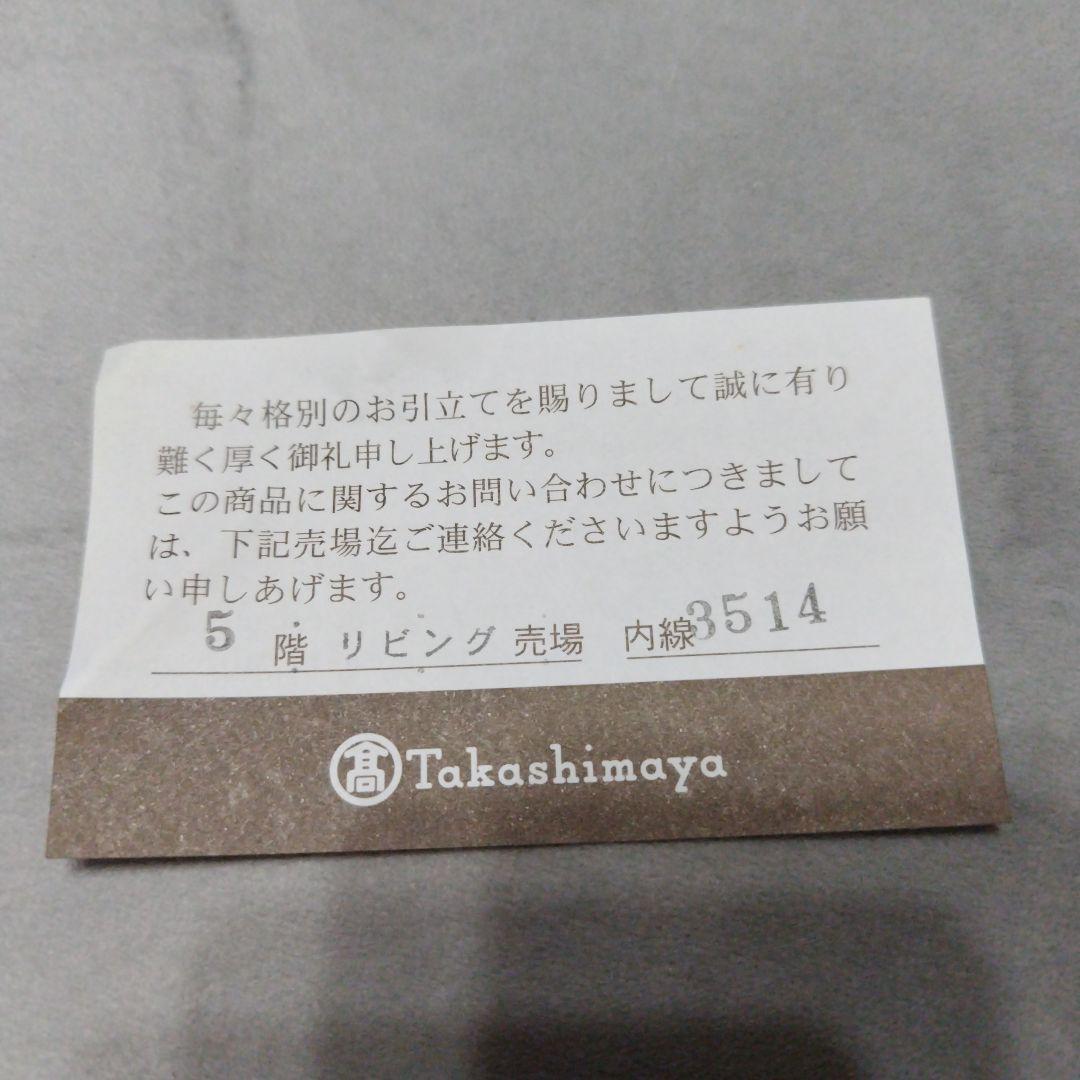 毎々格別のお引立てを賜りまして誠に有り
難く厚く御礼申し上げます。
この商品に関するお問い合わせにつきまして
は、下記売場迄ご連絡くださいますようお願
い申しあげます。
5 階 リビング 売場 内線3514
髙 Takashimaya